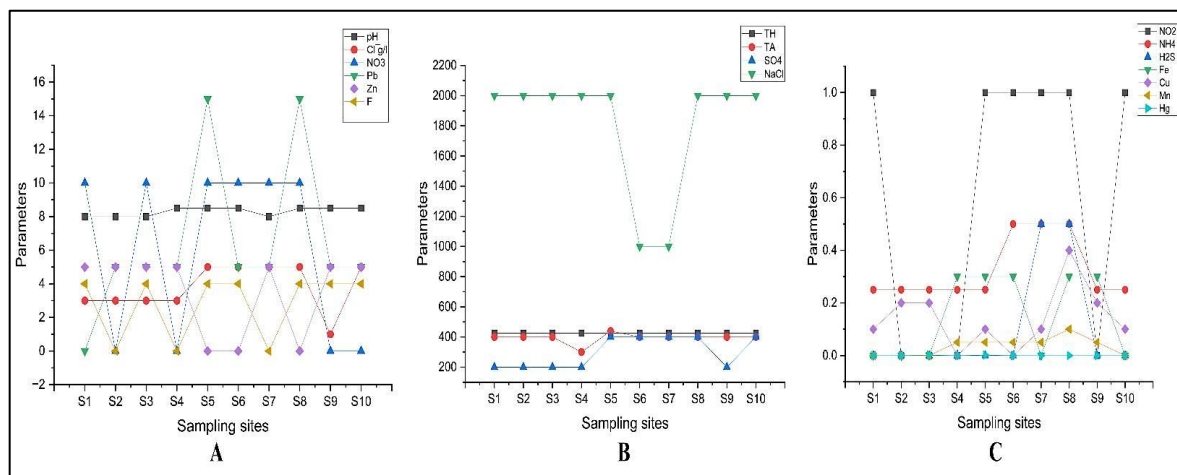 pH
Cl¯g/l
NO3
Pb
Zn
F
16
14
12
10
8
6
4
2
0
−2
Parameters
S1 S2 S3 S4 S5 S6 S7 S8 S9 S10
Sampling sites
A
TH
TA
SO4
NaCl
2200
2000
1800
1600
1400
1200
1000
800
600
400
200
Parameters
S1 S2 S3 S4 S5 S6 S7 S8 S9 S10
Sampling sites
B
NO2
NH4
H2S
Fe
Cu
Mn
Hg
1.0
0.8
0.6
0.4
0.2
0.0
Parameters
S1 S2 S3 S4 S5 S6 S7 S8 S9 S10
Sampling sites
C